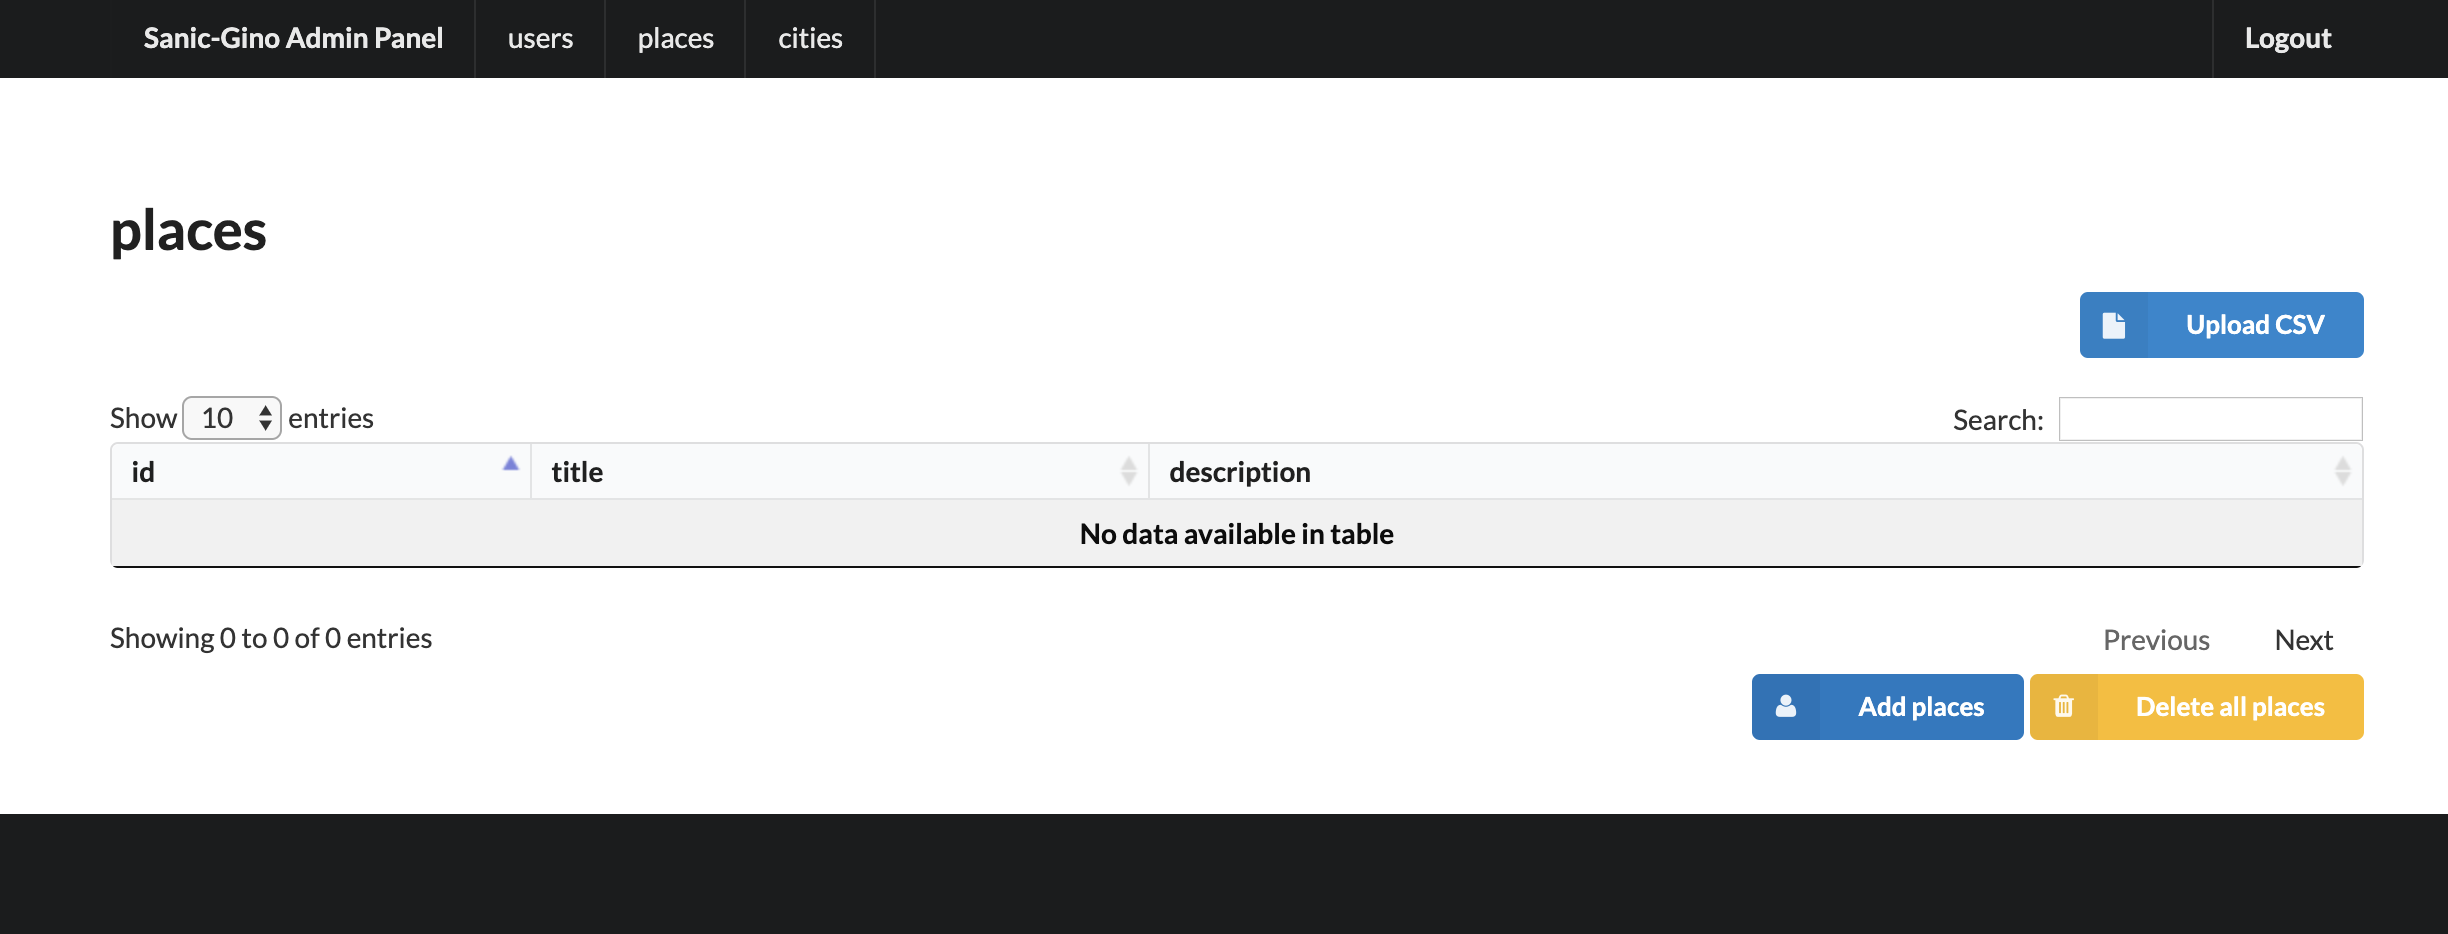 Sanic-Gino Admin Panel users places cities Logout
places
Upload CSV
Show 10 entries Search:
id title description
No data available in table
Showing 0 to 0 of 0 entries Previous Next
Add places Delete all places